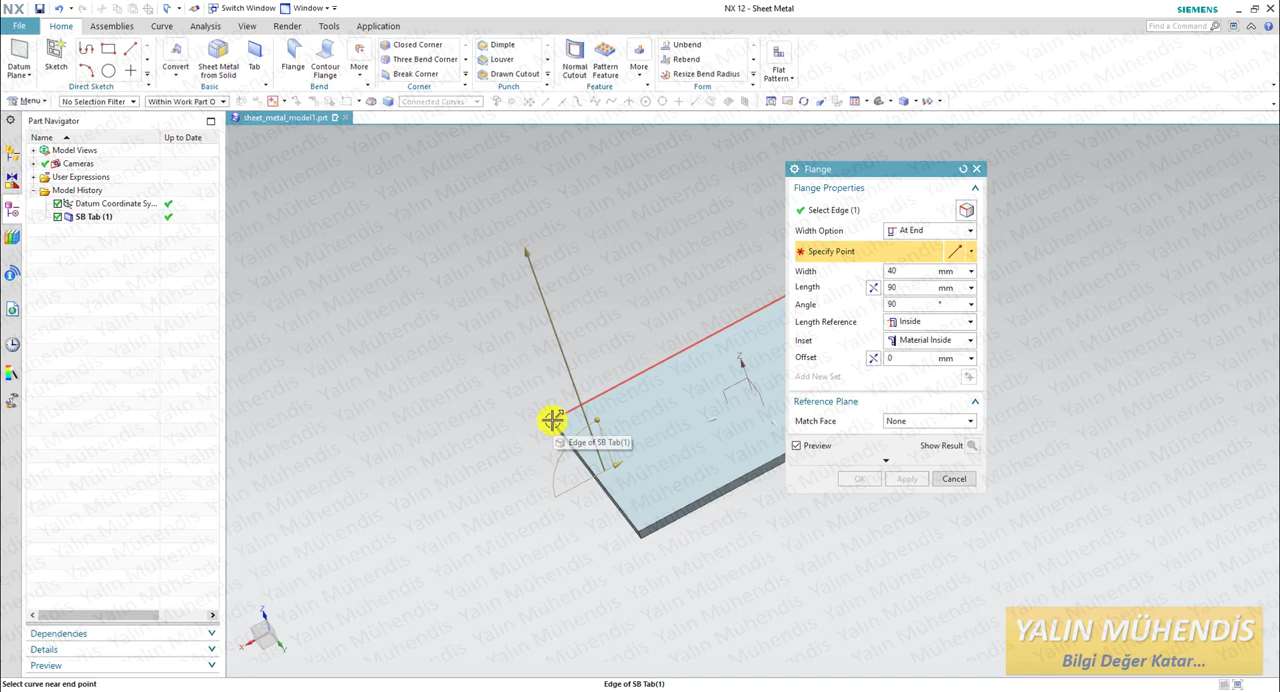 NX
Switch Window
Window
NX 12 - Sheet Metal
SIEMENS
File
Home
Assemblies
Curve
Analysis
View
Render
Tools
Application
Find a Command
Datum Plane
Sketch
Direct Sketch
Convert
Sheet Metal from Solid
Tab
Basic
Flange
Contour Flange
More
Bend
Closed Corner
Three Bend Corner
Break Corner
Corner
Dimple
Louver
Drawn Cutout
Punch
Normal Cutout
Pattern Feature
More
Feature
Unbend
Rebend
Resize Bend Radius
Form
Flat Pattern
Menu
No Selection Filter
Within Work Part O
Connected Curves
Part Navigator
sheet_metal_model1.prt
Name
Up to Date
Model Views
Cameras
User Expressions
Model History
Datum Coordinate Sy...
SB Tab (1)
Flange
Flange Properties
Select Edge (1)
Width Option
At End
Specify Point
Width
40
mm
Length
90
mm
Angle
90
°
Length Reference
Inside
Inset
Material Inside
Offset
0
mm
Add New Set
Reference Plane
Match Face
None
Preview
Show Result
OK
Apply
Cancel
Z
Edge of SB Tab(1)
Z
X
Y
Dependencies
Details
Preview
YALIN MÜHENDİS
Bilgi Değer Katar...
Select curve near end point
Edge of SB Tab(1)
Yalın Mühendis